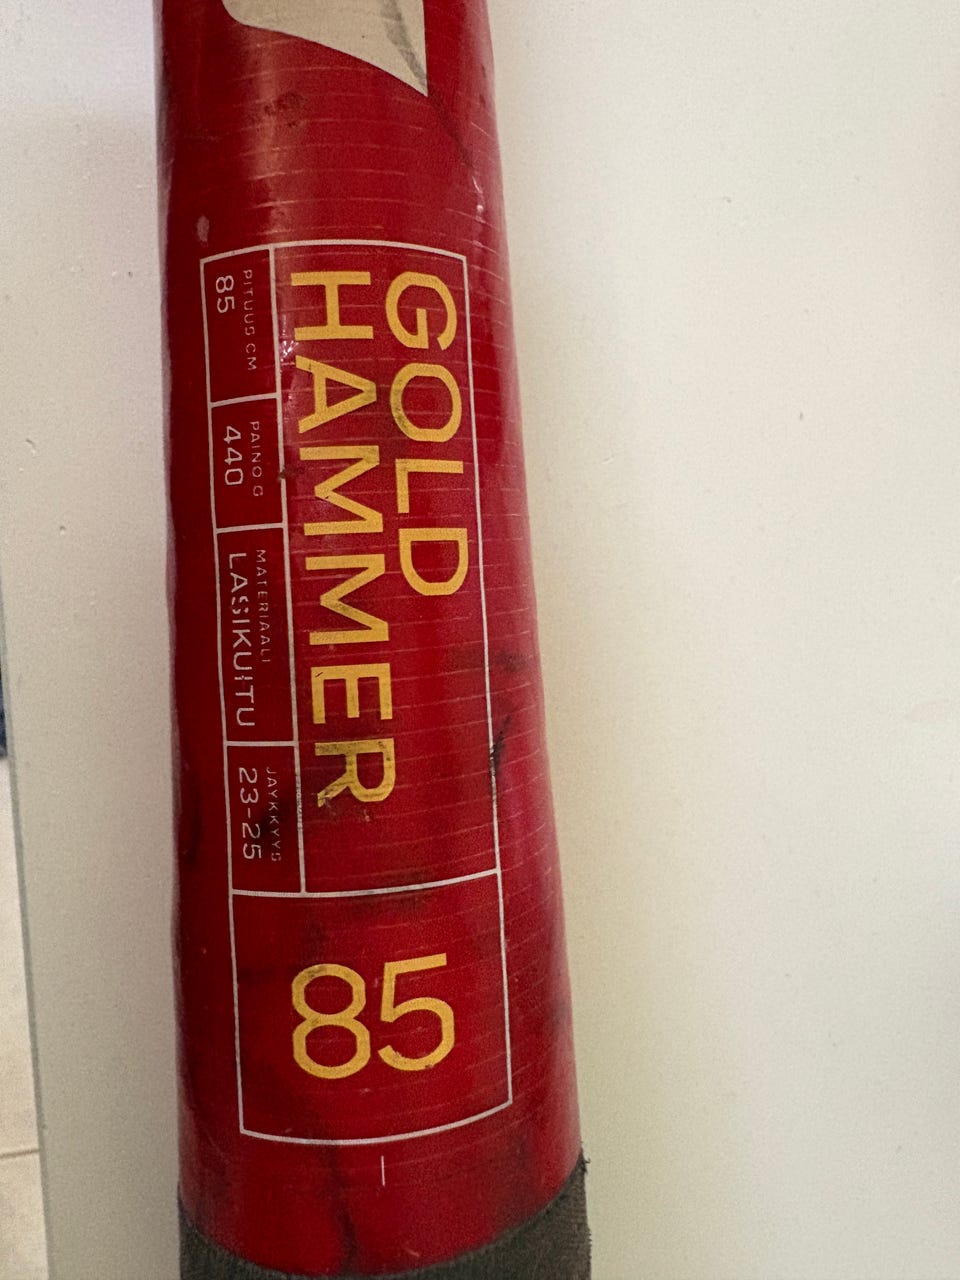 GOLD
HAMMER
PITUUS CM
85
PAINO G
440
MATERIAALI
LASIKUITU
JÄYKKYYS
23-25
85